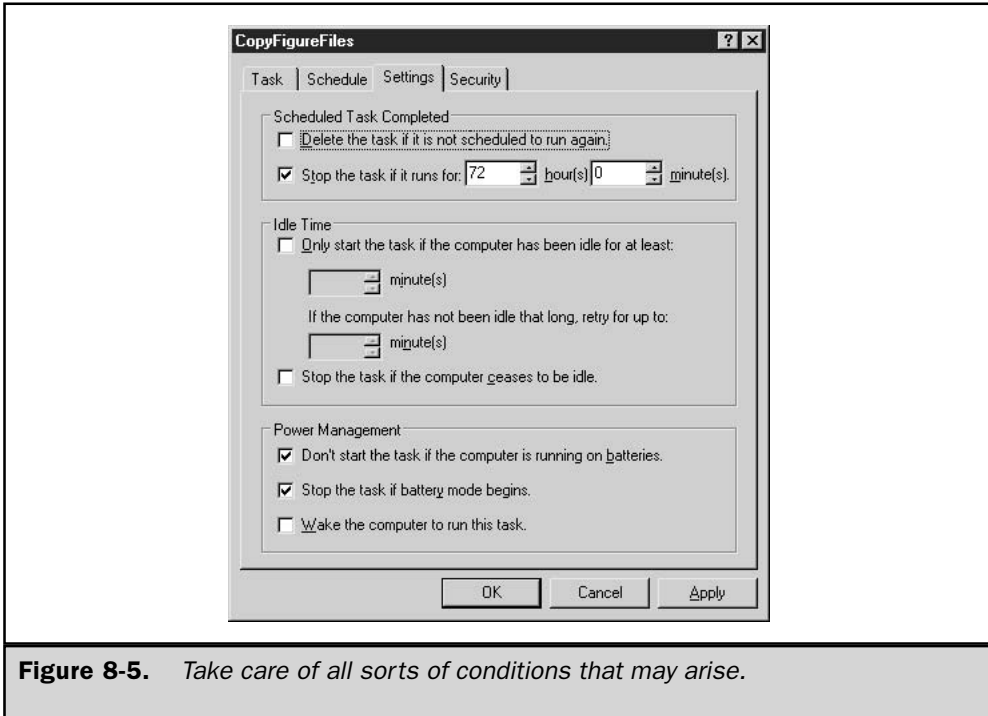 CopyFigureFiles
Task Schedule Settings Security
Scheduled Task Completed
Delete the task if it is not scheduled to run again.
Stop the task if it runs for: 72 hour(s) 0 minute(s).
Idle Time
Only start the task if the computer has been idle for at least:
minute(s)
If the computer has not been idle that long, retry for up to:
minute(s)
Stop the task if the computer ceases to be idle.
Power Management
Don't start the task if the computer is running on batteries.
Stop the task if battery mode begins.
Wake the computer to run this task.
OK Cancel Apply
Figure 8-5. Take care of all sorts of conditions that may arise.